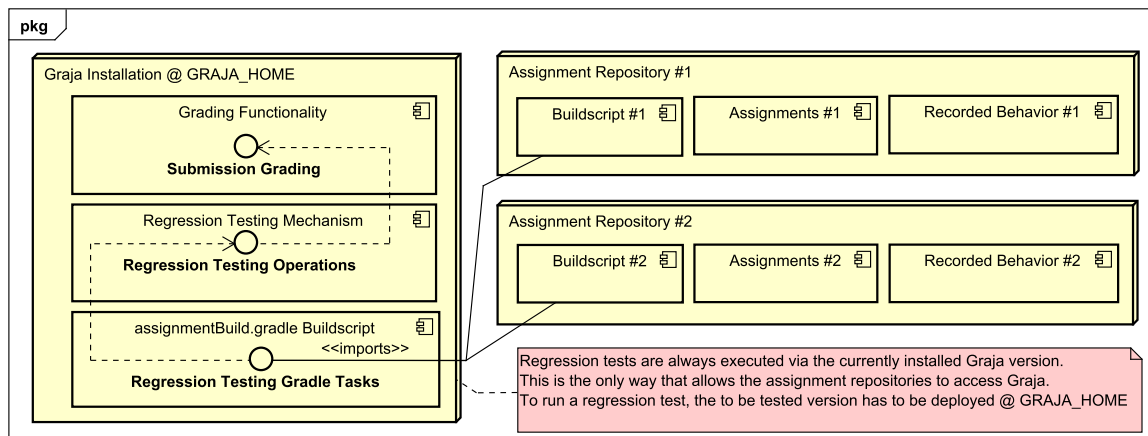 pkg
Graja Installation @ GRAJA_HOME
Grading Functionality
Submission Grading
Regression Testing Mechanism
Regression Testing Operations
assignmentBuild.gradle Buildscript
<<imports>>
Regression Testing Gradle Tasks
Assignment Repository #1
Buildscript #1
Assignments #1
Recorded Behavior #1
Assignment Repository #2
Buildscript #2
Assignments #2
Recorded Behavior #2
Regression tests are always executed via the currently installed Graja version.
This is the only way that allows the assignment repositories to access Graja.
To run a regression test, the to be tested version has to be deployed @ GRAJA_HOME